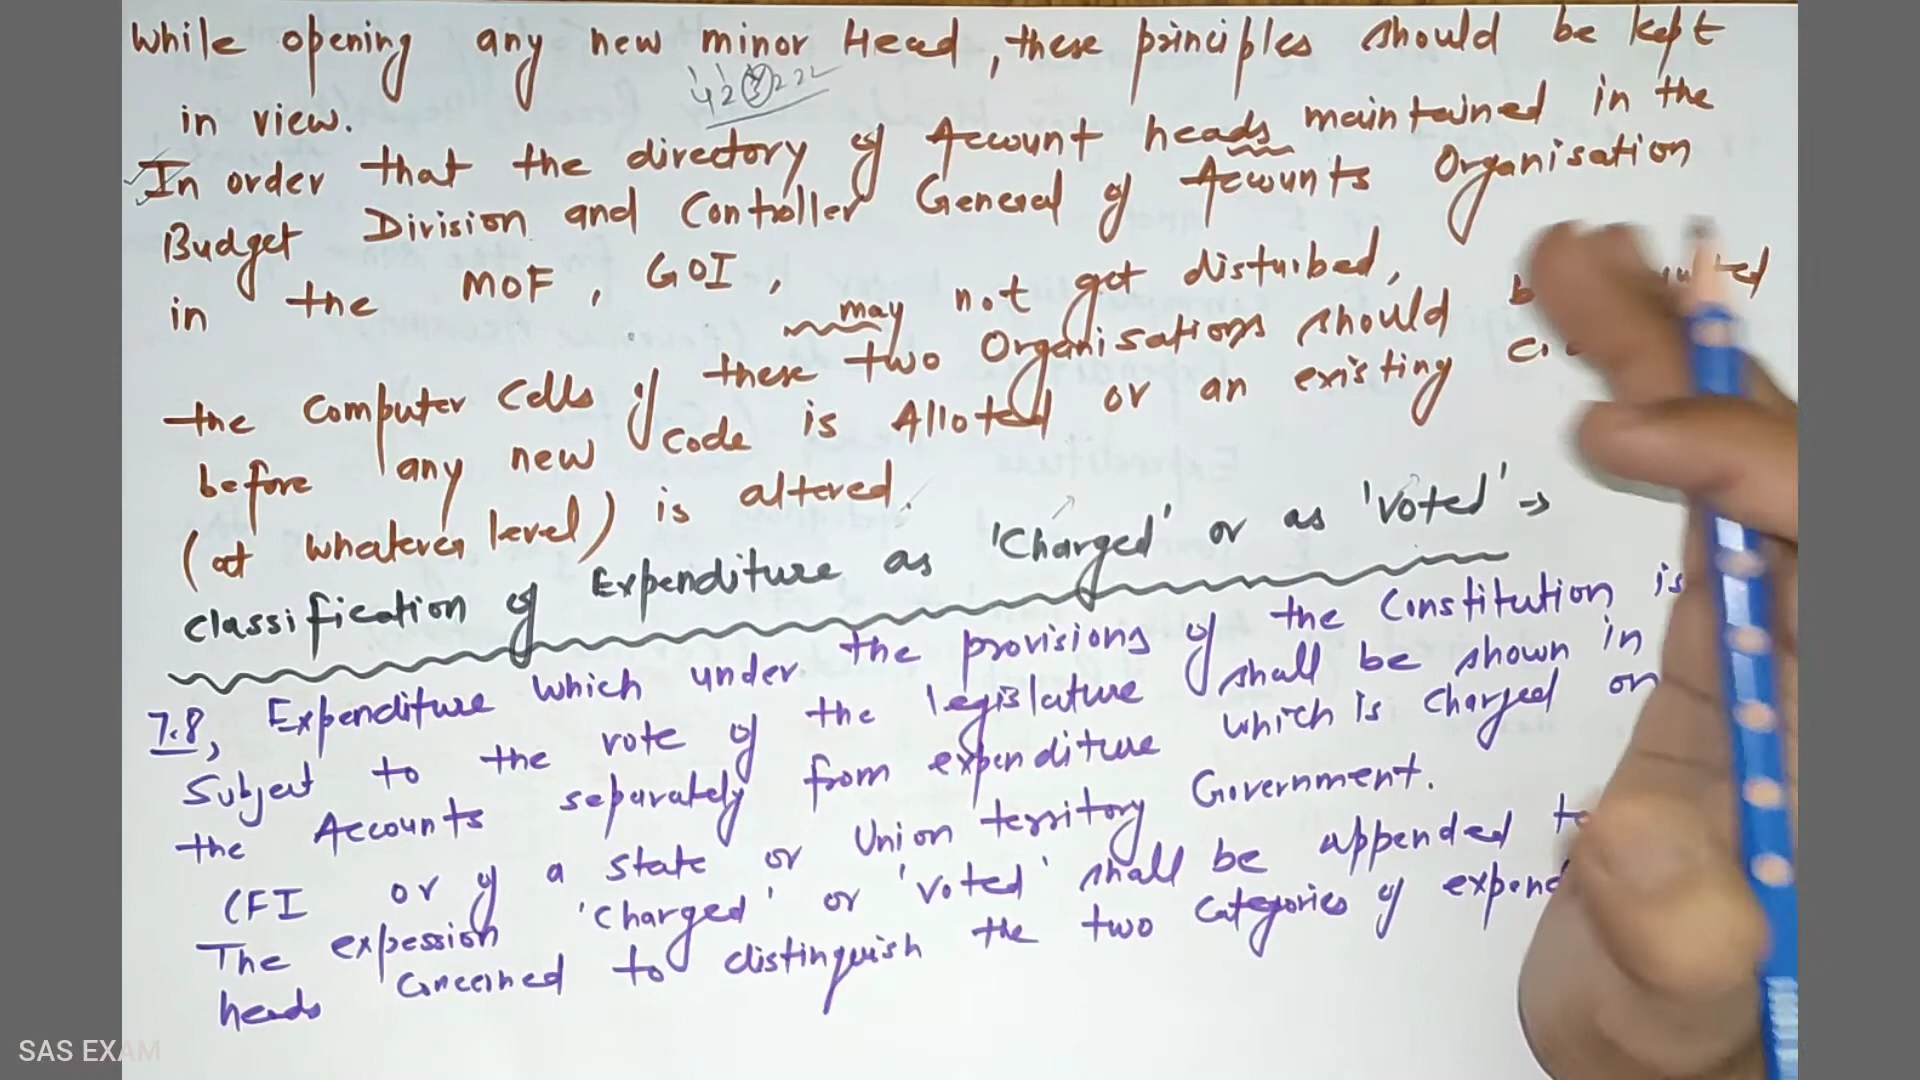 While opening any new minor Head, these principles should be kept
in view.
In order that the directory of Account heads maintained in the
Budget Division and Controller General of Accounts Organisation
in the MOF, GOI, may not get disturbed,
the Computer Cells of these two Organisations should
before any new code is Alloted or an existing
(at whatever level) is altered.
classification of Expenditure as 'Charged' or as 'voted' →
7.8, Expenditure which under the provisions of the Constitution is
Subject to the vote of the legislature shall be shown in
the Accounts separately from expenditure which is charged on
CFI or of a state or Union territory Government.
The expession 'charged' or 'voted' shall be appended to
heads concerned to distinguish the two categories of
SAS EXAM